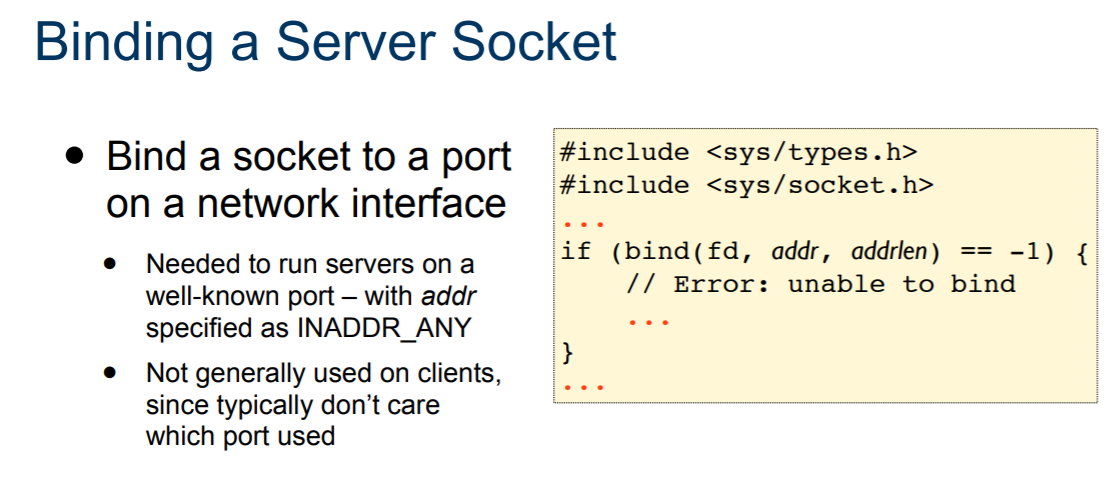 Binding a Server Socket
• Bind a socket to a port
on a network interface
• Needed to run servers on a
well-known port – with addr
specified as INADDR_ANY
• Not generally used on clients,
since typically don’t care
which port used
#include <sys/types.h>
#include <sys/socket.h>
...
if (bind(fd, addr, addrlen) == -1) {
// Error: unable to bind
...
}
...